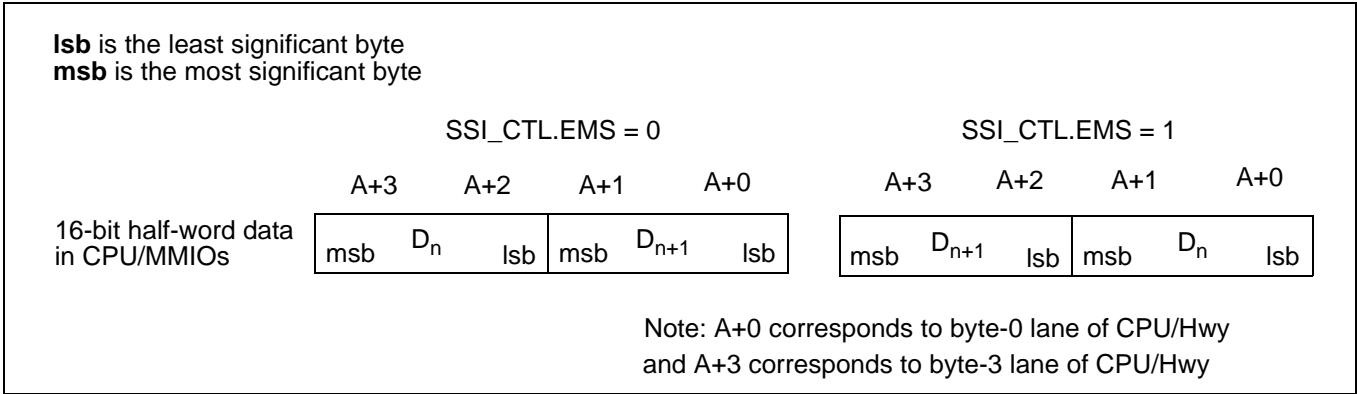 lsb is the least significant byte
msb is the most significant byte
SSI_CTL.EMS = 0 SSI_CTL.EMS = 1
A+3 A+2 A+1 A+0 A+3 A+2 A+1 A+0
16-bit half-word data
in CPU/MMIOs
msb Dn lsb msb Dn+1 lsb msb Dn+1 lsb msb Dn lsb
Note: A+0 corresponds to byte-0 lane of CPU/Hwy
and A+3 corresponds to byte-3 lane of CPU/Hwy